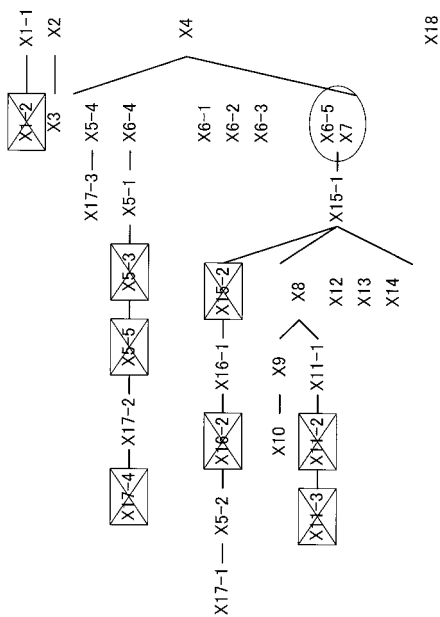 X1-2 — X1-1
X3 — X2
X17-3 — X5-4
X17-4 — X17-2 — X5-5 — X5-3 — X5-1 — X6-4
X4
X6-1
X17-1 — X5-2 — X16-2 — X16-1 — X15-2
X6-2
X6-3
X10 — X9
X8
X11-3 — X11-2 — X11-1
X15-1 — X6-5
X12
X7
X13
X14
X18